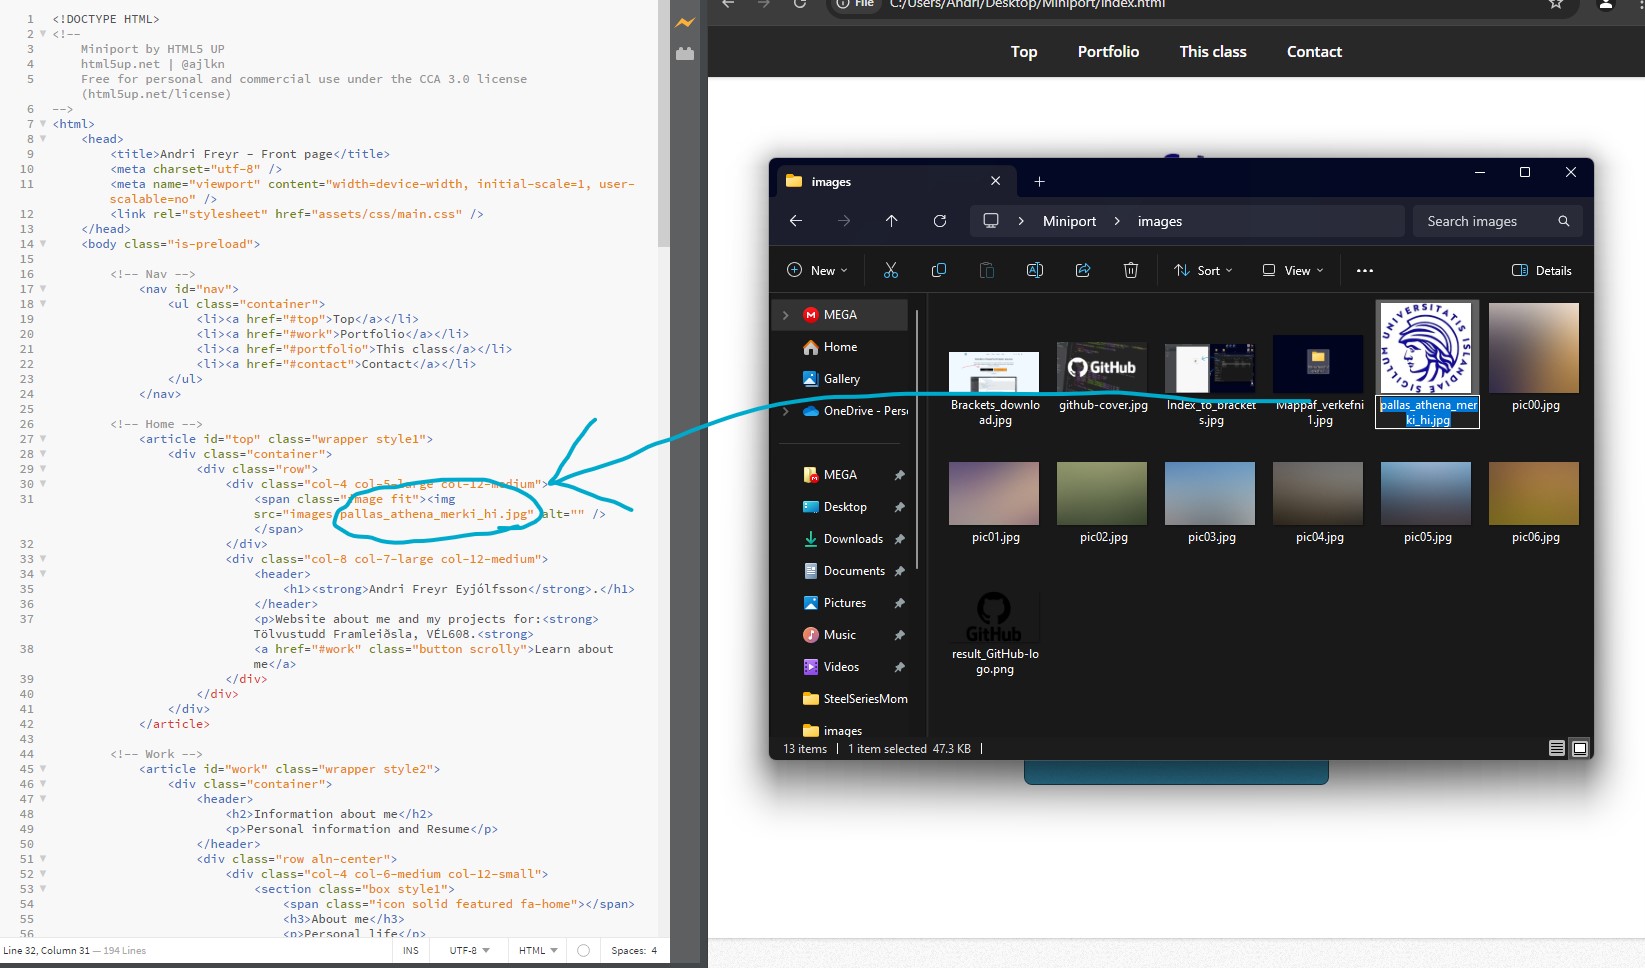 1 <!DOCTYPE HTML>
2 <!--
3 Miniport by HTML5 UP
4 html5up.net | @ajlkn
5 Free for personal and commercial use under the CCA 3.0 license
(html5up.net/license)
6 -->
7 <html>
8 <head>
9 <title>Andri Freyr - Front page</title>
10 <meta charset="utf-8" />
11 <meta name="viewport" content="width=device-width, initial-scale=1, user-
scalable=no" />
12 <link rel="stylesheet" href="assets/css/main.css" />
13 </head>
14 <body class="is-preload">
15
16 <!-- Nav -->
17 <nav id="nav">
18 <ul class="container">
19 <li><a href="#top">Top</a></li>
20 <li><a href="#work">Portfolio</a></li>
21 <li><a href="#portfolio">This class</a></li>
22 <li><a href="#contact">Contact</a></li>
23 </ul>
24 </nav>
25
26 <!-- Home -->
27 <article id="top" class="wrapper style1">
28 <div class="container">
29 <div class="row">
30 <div class="col-4 col-5-large col-12-medium">
31 <span class="image fit"><img
src="images/pallas_athena_merki_hi.jpg" alt="" />
</span>
32 </div>
33 <div class="col-8 col-7-large col-12-medium">
34 <header>
35 <h1><strong>Andri Freyr Eyjólfsson</strong>.</h1>
36 </header>
37 <p>Website about me and my projects for:<strong>
Tölvustudd Framleiðsla, VÉL608.<strong>
38 <a href="#work" class="button scrolly">Learn about
me</a>
39 </div>
40 </div>
41 </div>
42 </article>
43
44 <!-- Work -->
45 <article id="work" class="wrapper style2">
46 <div class="container">
47 <header>
48 <h2>Information about me</h2>
49 <p>Personal information and Resume</p>
50 </header>
51 <div class="row aln-center">
52 <div class="col-4 col-6-medium col-12-small">
53 <section class="box style1">
54 <span class="icon solid featured fa-home"></span>
55 <h3>About me</h3>
56 <p>Personal life</p>
Line 32, Column 31 — 194 Lines
INS
UTF-8
HTML
Spaces: 4
File C:/Users/Andri/Desktop/Miniport/index.html
Top Portfolio This class Contact
images
Miniport > images
Search images
New
Sort
View
Details
MEGA
Home
Gallery
OneDrive - Perso
MEGA
Desktop
Downloads
Documents
Pictures
Music
Videos
SteelSeriesMom
images
GitHub
UNIVERSITATIS ISLANDIAE SIGILLUM
Brackets_downlo
ad.jpg
github-cover.jpg
Index_to_bracket
s.jpg
Mappaf_verkefni
1.jpg
pallas_athena_mer
ki_hi.jpg
pic00.jpg
pic01.jpg
pic02.jpg
pic03.jpg
pic04.jpg
pic05.jpg
pic06.jpg
GitHub
result_GitHub-lo
go.png
13 items 1 item selected 47.3 KB